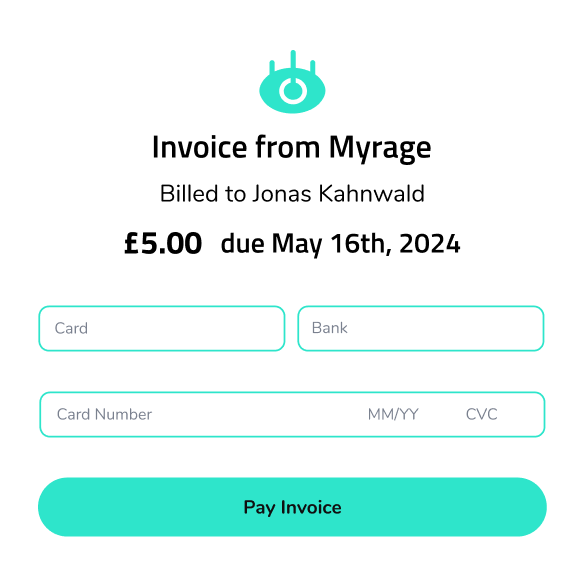 Invoice from Myrage
Billed to Jonas Kahnwald
£5.00 due May 16th, 2024
Card Bank
Card Number MM/YY CVC
Pay Invoice